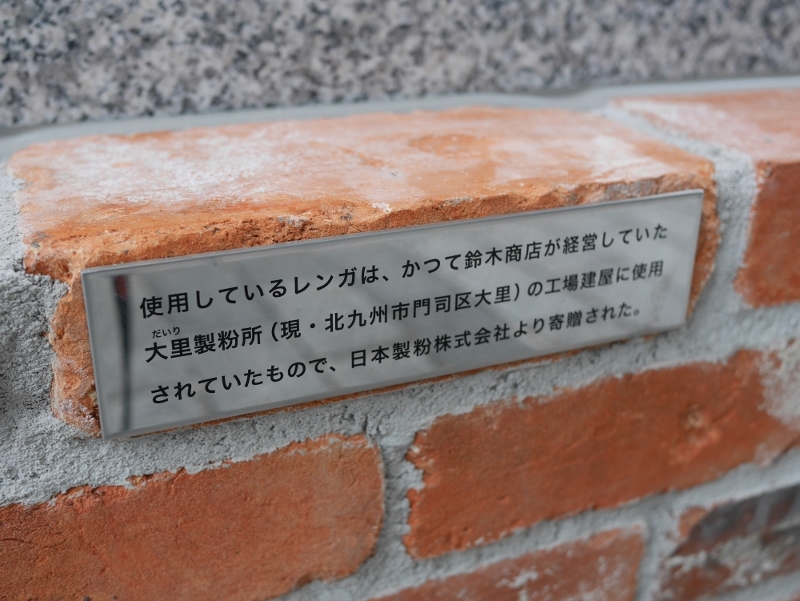 使用しているレンガは、かつて鈴木商店が経営していた
だいり
大里製粉所（現・北九州市門司区大里）の工場建屋に使用
されていたもので、日本製粉株式会社より寄贈された。